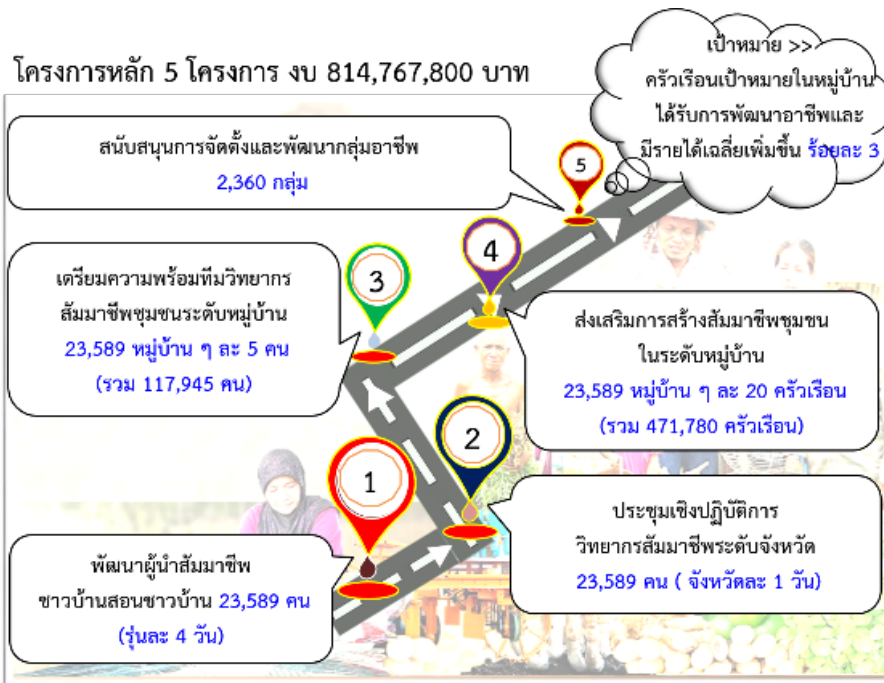 โครงการหลัก 5 โครงการ งบ 814,767,800 บาท
เป้าหมาย >>
ครัวเรือนเป้าหมายในหมู่บ้าน
ได้รับการพัฒนาอาชีพและ
มีรายได้เฉลี่ยเพิ่มขึ้น ร้อยละ 3
สนับสนุนการจัดตั้งและพัฒนากลุ่มอาชีพ
2,360 กลุ่ม
5
4
3
เตรียมความพร้อมทีมวิทยากร
สัมมาชีพชุมชนระดับหมู่บ้าน
23,589 หมู่บ้าน ๆ ละ 5 คน
(รวม 117,945 คน)
ส่งเสริมการสร้างสัมมาชีพชุมชน
ในระดับหมู่บ้าน
23,589 หมู่บ้าน ๆ ละ 20 ครัวเรือน
(รวม 471,780 ครัวเรือน)
2
1
ประชุมเชิงปฏิบัติการ
วิทยากรสัมมาชีพระดับจังหวัด
23,589 คน ( จังหวัดละ 1 วัน)
พัฒนาผู้นำสัมมาชีพ
ชาวบ้านสอนชาวบ้าน 23,589 คน
(รุ่นละ 4 วัน)